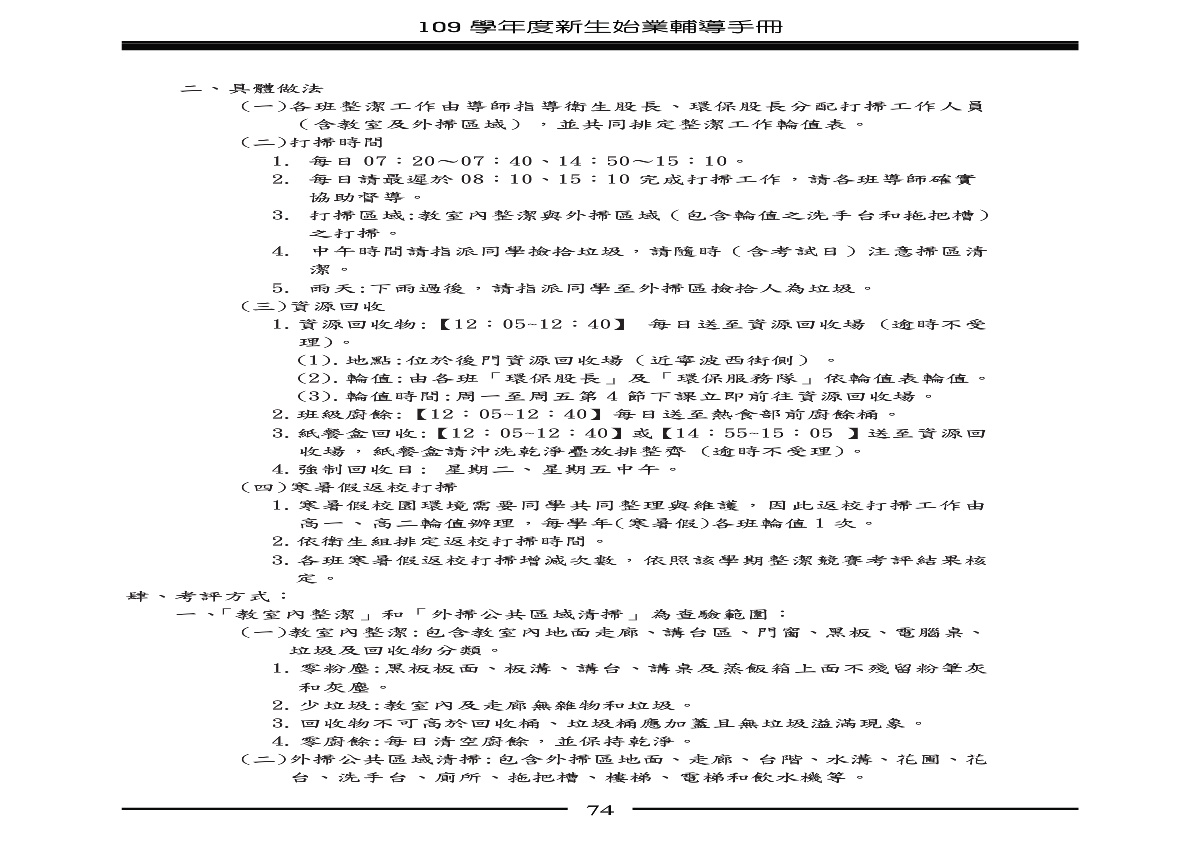 109 學年度新生始業輔導手冊
二、具體做法
(一)各班整潔工作由導師指導衛生股長、環保股長分配打掃工作人員
(含教室及外掃區域），並共同排定整潔工作輪值表。
(二)打掃時間
1. 每日 07：20～07：40、14：50～15：10。
2. 每日請最遲於 08：10、15：10 完成打掃工作，請各班導師確實
協助督導。
3. 打掃區域:教室內整潔與外掃區域（包含輪值之洗手台和拖把槽）
之打掃。
4. 中午時間請指派同學撿拾垃圾，請隨時（含考試日）注意掃區清
潔。
5. 雨天:下雨過後，請指派同學至外掃區撿拾人為垃圾。
(三)資源回收
1. 資源回收物:【12：05~12：40】 每日送至資源回收場 (逾時不受
理)。
(1). 地點:位於後門資源回收場（近寧波西街側） 。
(2). 輪值:由各班「環保股長」及「環保服務隊」依輪值表輪值。
(3). 輪值時間:周一至周五第 4 節下課立即前往資源回收場。
2. 班級廚餘:【12：05~12：40】每日送至熱食部前廚餘桶。
3. 紙餐盒回收:【12：05~12：40】或【14：55~15：05 】送至資源回
收場，紙餐盒請沖洗乾淨疊放排整齊 (逾時不受理)。
4. 強制回收日: 星期二、星期五中午。
(四)寒暑假返校打掃
1. 寒暑假校園環境需要同學共同整理與維護，因此返校打掃工作由
高一、高二輪值辦理，每學年(寒暑假)各班輪值 1 次。
2. 依衛生組排定返校打掃時間。
3. 各班寒暑假返校打掃增減次數，依照該學期整潔競賽考評結果核
定。
肆、考評方式：
一、「教室內整潔」和「外掃公共區域清掃」為查驗範圍：
(一)教室內整潔:包含教室內地面走廊、講台區、門窗、黑板、電腦桌、
垃圾及回收物分類。
1. 零粉塵:黑板板面、板溝、講台、講桌及蒸飯箱上面不殘留粉筆灰
和灰塵。
2. 少垃圾:教室內及走廊無雜物和垃圾。
3. 回收物不可高於回收桶、垃圾桶應加蓋且無垃圾溢滿現象。
4. 零廚餘:每日清空廚餘，並保持乾淨。
(二)外掃公共區域清掃:包含外掃區地面、走廊、台階、水溝、花圃、花
台、洗手台、廁所、拖把槽、樓梯、電梯和飲水機等。
74